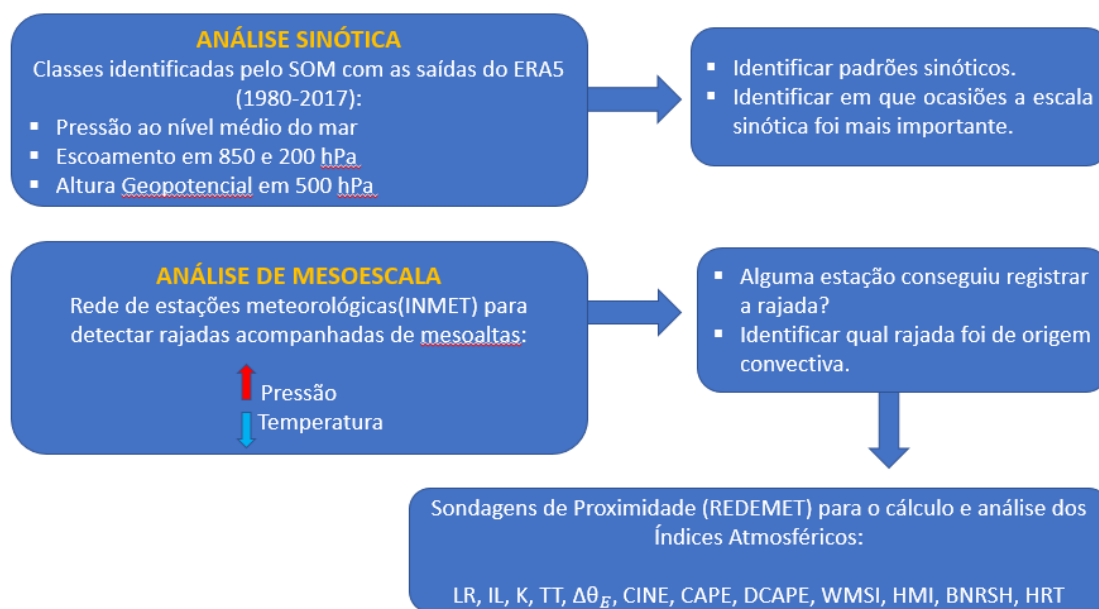 ANÁLISE SINÓTICA
Classes identificadas pelo SOM com as saídas do ERA5
(1980-2017):
▪ Pressão ao nível médio do mar
▪ Escoamento em 850 e 200 hPa
▪ Altura Geopotencial em 500 hPa
▪ Identificar padrões sinóticos.
▪ Identificar em que ocasiões a escala
sinótica foi mais importante.
ANÁLISE DE MESOESCALA
Rede de estações meteorológicas(INMET) para
detectar rajadas acompanhadas de mesoaltas:
Pressão
Temperatura
▪ Alguma estação conseguiu registrar
a rajada?
▪ Identificar qual rajada foi de origem
convectiva.
Sondagens de Proximidade (REDEMET) para o cálculo e análise dos
Índices Atmosféricos:
LR, IL, K, TT, Δθ_E, CINE, CAPE, DCAPE, WMSI, HMI, BNRSH, HRT